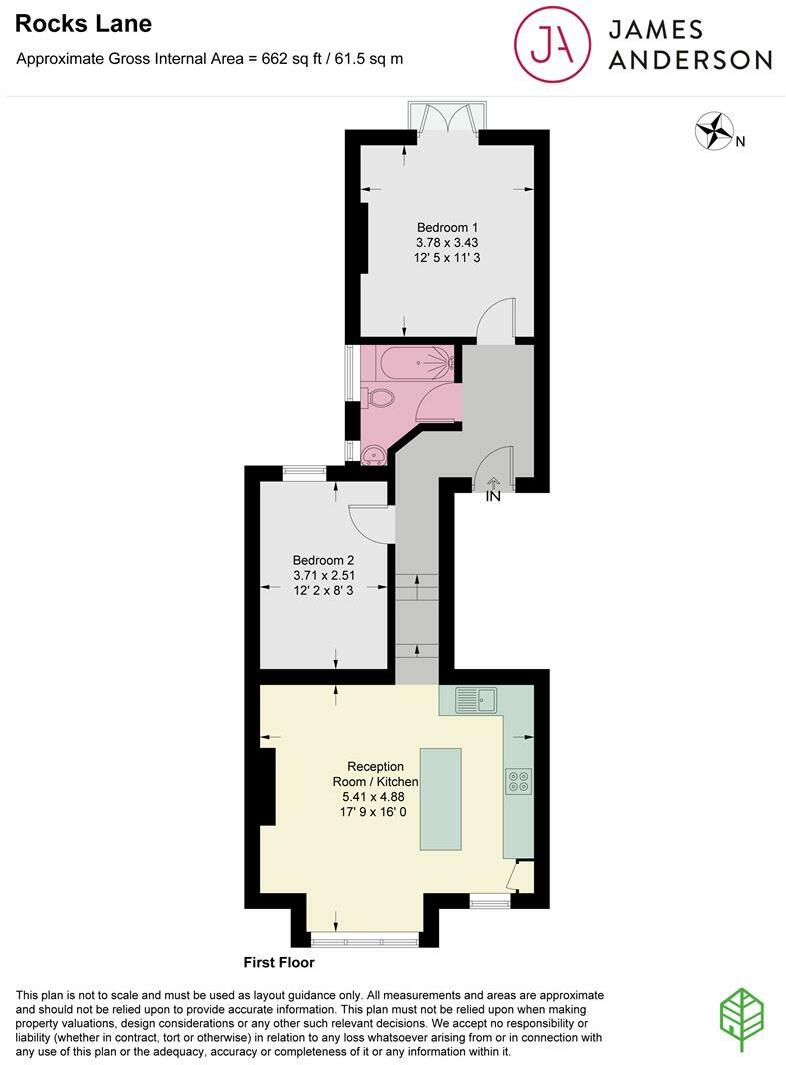 Rocks Lane
Approximate Gross Internal Area = 662 sq ft / 61.5 sq m
JA
JAMES
ANDERSON
N
Bedroom 1
3.78 x 3.43
12' 5 x 11' 3
IN
Bedroom 2
3.71 x 2.51
12' 2 x 8' 3
Reception
Room / Kitchen
5.41 x 4.88
17' 9 x 16' 0
First Floor
This plan is not to scale and must be used as layout guidance only. All measurements and areas are approximate
and should not be relied upon to provide accurate information. This plan must not be relied upon when making
property valuations, design considerations or any other such relevant decisions. We accept no responsibility or
liability (whether in contract, tort or otherwise) in relation to any loss whatsoever arising from or in connection with
any use of this plan or the adequacy, accuracy or completeness of it or any information within it.